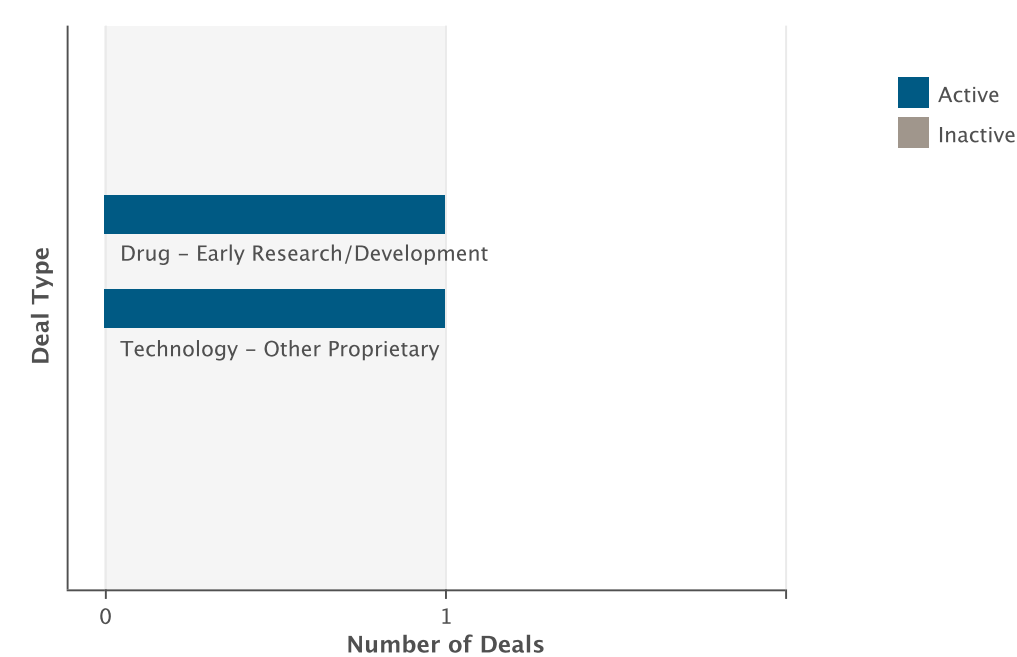 Active
Inactive
Drug – Early Research/Development
Technology – Other Proprietary
Deal Type
0
1
Number of Deals